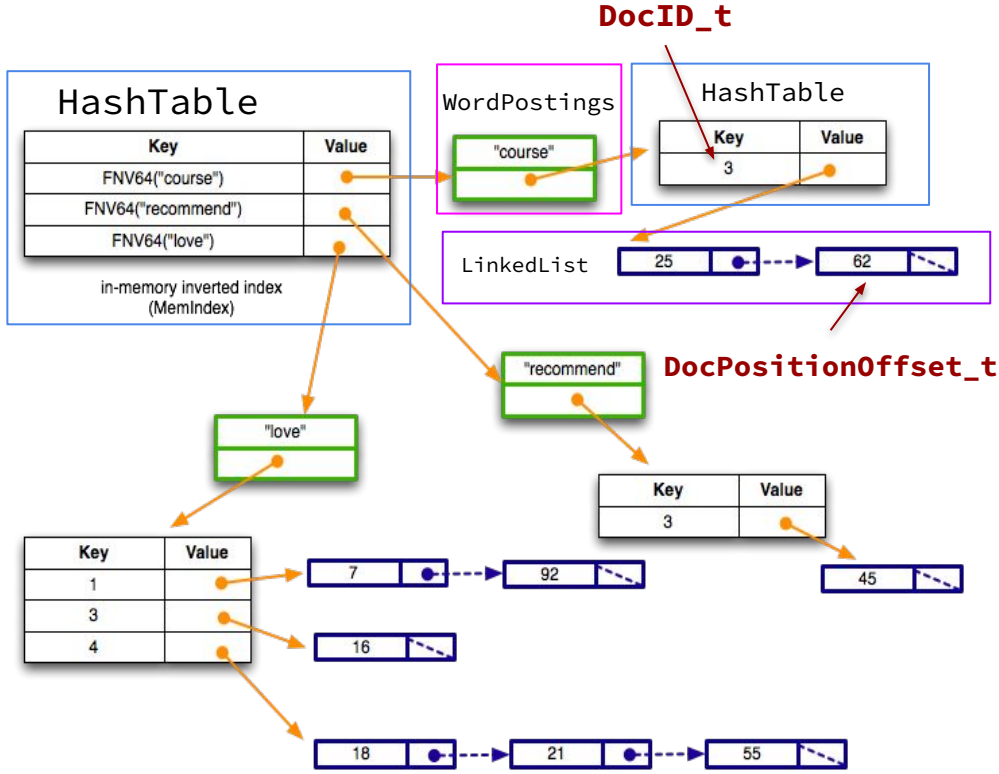 DocID_t
HashTable
Key Value
FNV64("course")
FNV64("recommend")
FNV64("love")
in-memory inverted index
(MemIndex)
WordPostings
"course"
HashTable
Key Value
3
LinkedList
25 62
DocPositionOffset_t
"recommend"
"love"
Key Value
3
45
Key Value
1
3
4
7 92
16
18 21 55